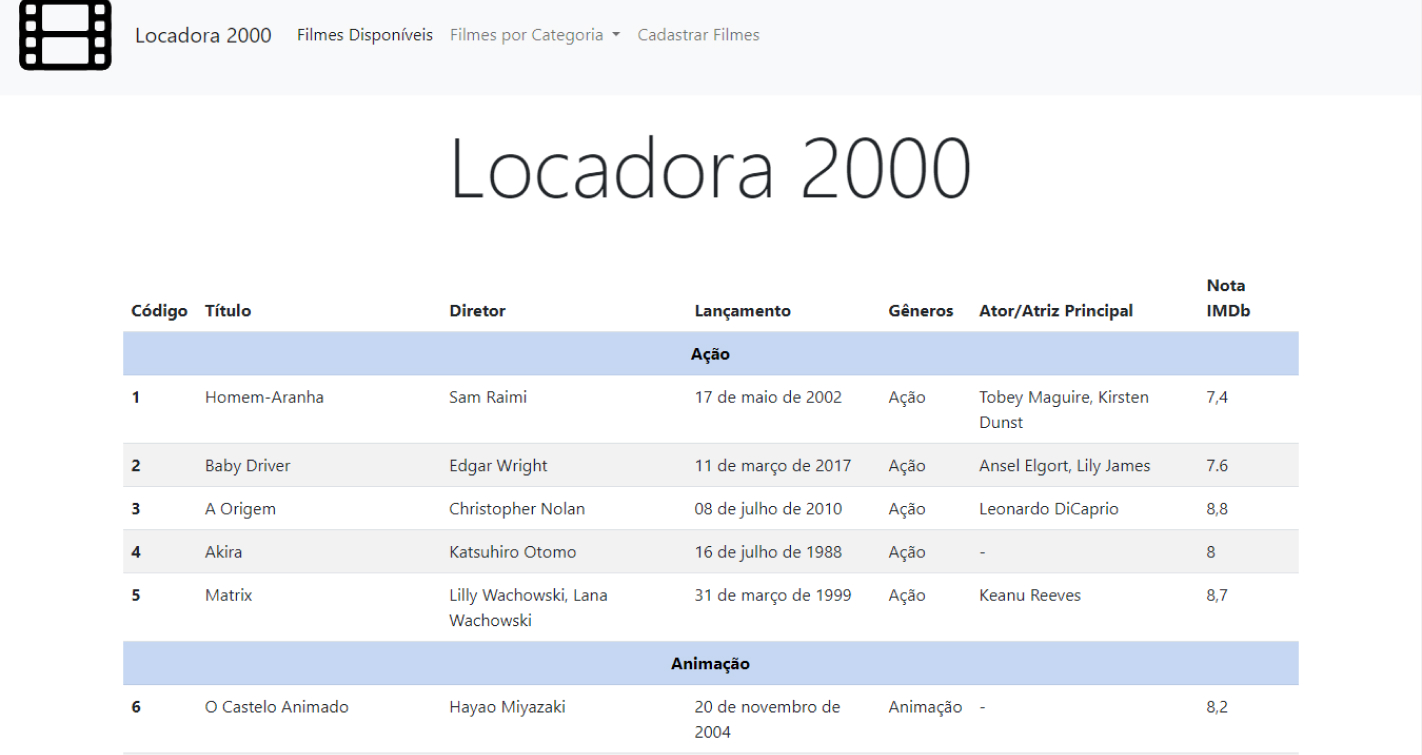 Locadora 2000 Filmes Disponíveis Filmes por Categoria Cadastrar Filmes
Locadora 2000
Código Título Diretor Lançamento Gêneros Ator/Atriz Principal Nota IMDb
Ação
1 Homem-Aranha Sam Raimi 17 de maio de 2002 Ação Tobey Maguire, Kirsten Dunst 7,4
2 Baby Driver Edgar Wright 11 de março de 2017 Ação Ansel Elgort, Lily James 7.6
3 A Origem Christopher Nolan 08 de julho de 2010 Ação Leonardo DiCaprio 8,8
4 Akira Katsuhiro Otomo 16 de julho de 1988 Ação - 8
5 Matrix Lilly Wachowski, Lana Wachowski 31 de março de 1999 Ação Keanu Reeves 8,7
Animação
6 O Castelo Animado Hayao Miyazaki 20 de novembro de 2004 Animação - 8,2